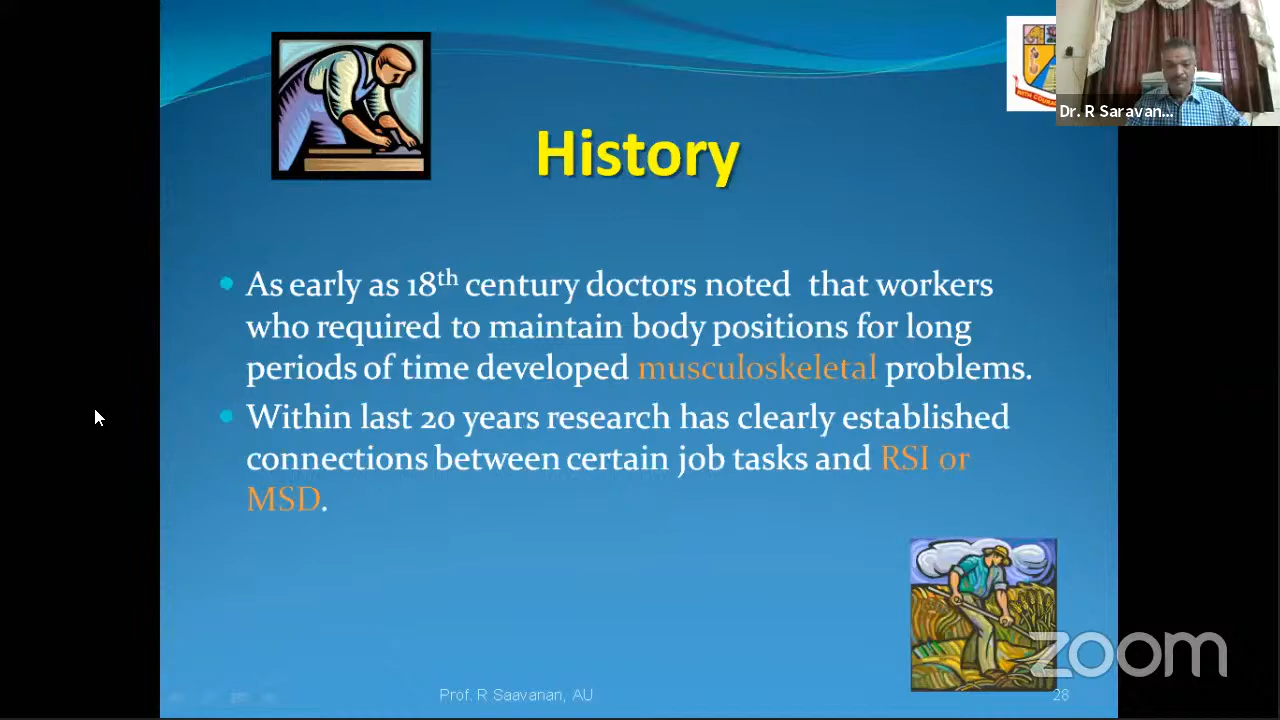 Dr. R Saravan...
History
As early as 18th century doctors noted that workers
who required to maintain body positions for long
periods of time developed musculoskeletal problems.
Within last 20 years research has clearly established
connections between certain job tasks and RSI or
MSD.
zoom
Prof. R Saavanan, AU
28